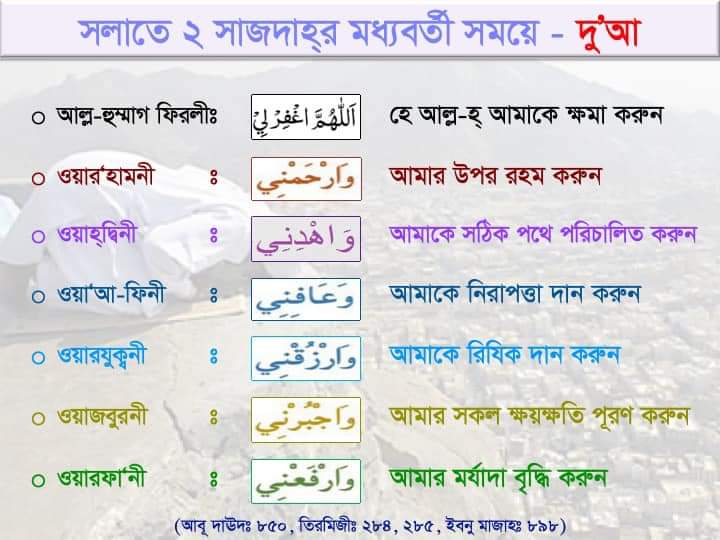 সলাতে ২ সাজদাহ্‌র মধ্যবর্তী সময়ে - দু’আ
○ আল্ল-হুম্মাগ ফিরলীঃ اَللّٰهُمَّ اغْفِرْ لِيْ হে আল্ল-হ্ আমাকে ক্ষমা করুন
○ ওয়ার‘হামনী ঃ وَارْحَمْنِي আমার উপর রহম করুন
○ ওয়াহ্‌দ্বিনী ঃ وَاهْدِنِي আমাকে সঠিক পথে পরিচালিত করুন
○ ওয়া‘আ-ফিনী ঃ وَعَافِنِي আমাকে নিরাপত্তা দান করুন
○ ওয়ারযুক্বনী ঃ وَارْزُقْنِي আমাকে রিযিক দান করুন
○ ওয়াজবুরনী ঃ وَاجْبُرْنِي আমার সকল ক্ষয়ক্ষতি পূরণ করুন
○ ওয়ারফা‘নী ঃ وَارْفَعْنِي আমার মর্যাদা বৃদ্ধি করুন
(আবূ দাউদঃ ৮৫০, তিরমিজীঃ ২৮৪, ২৮৫, ইবনু মাজাহঃ ৮৯৮)